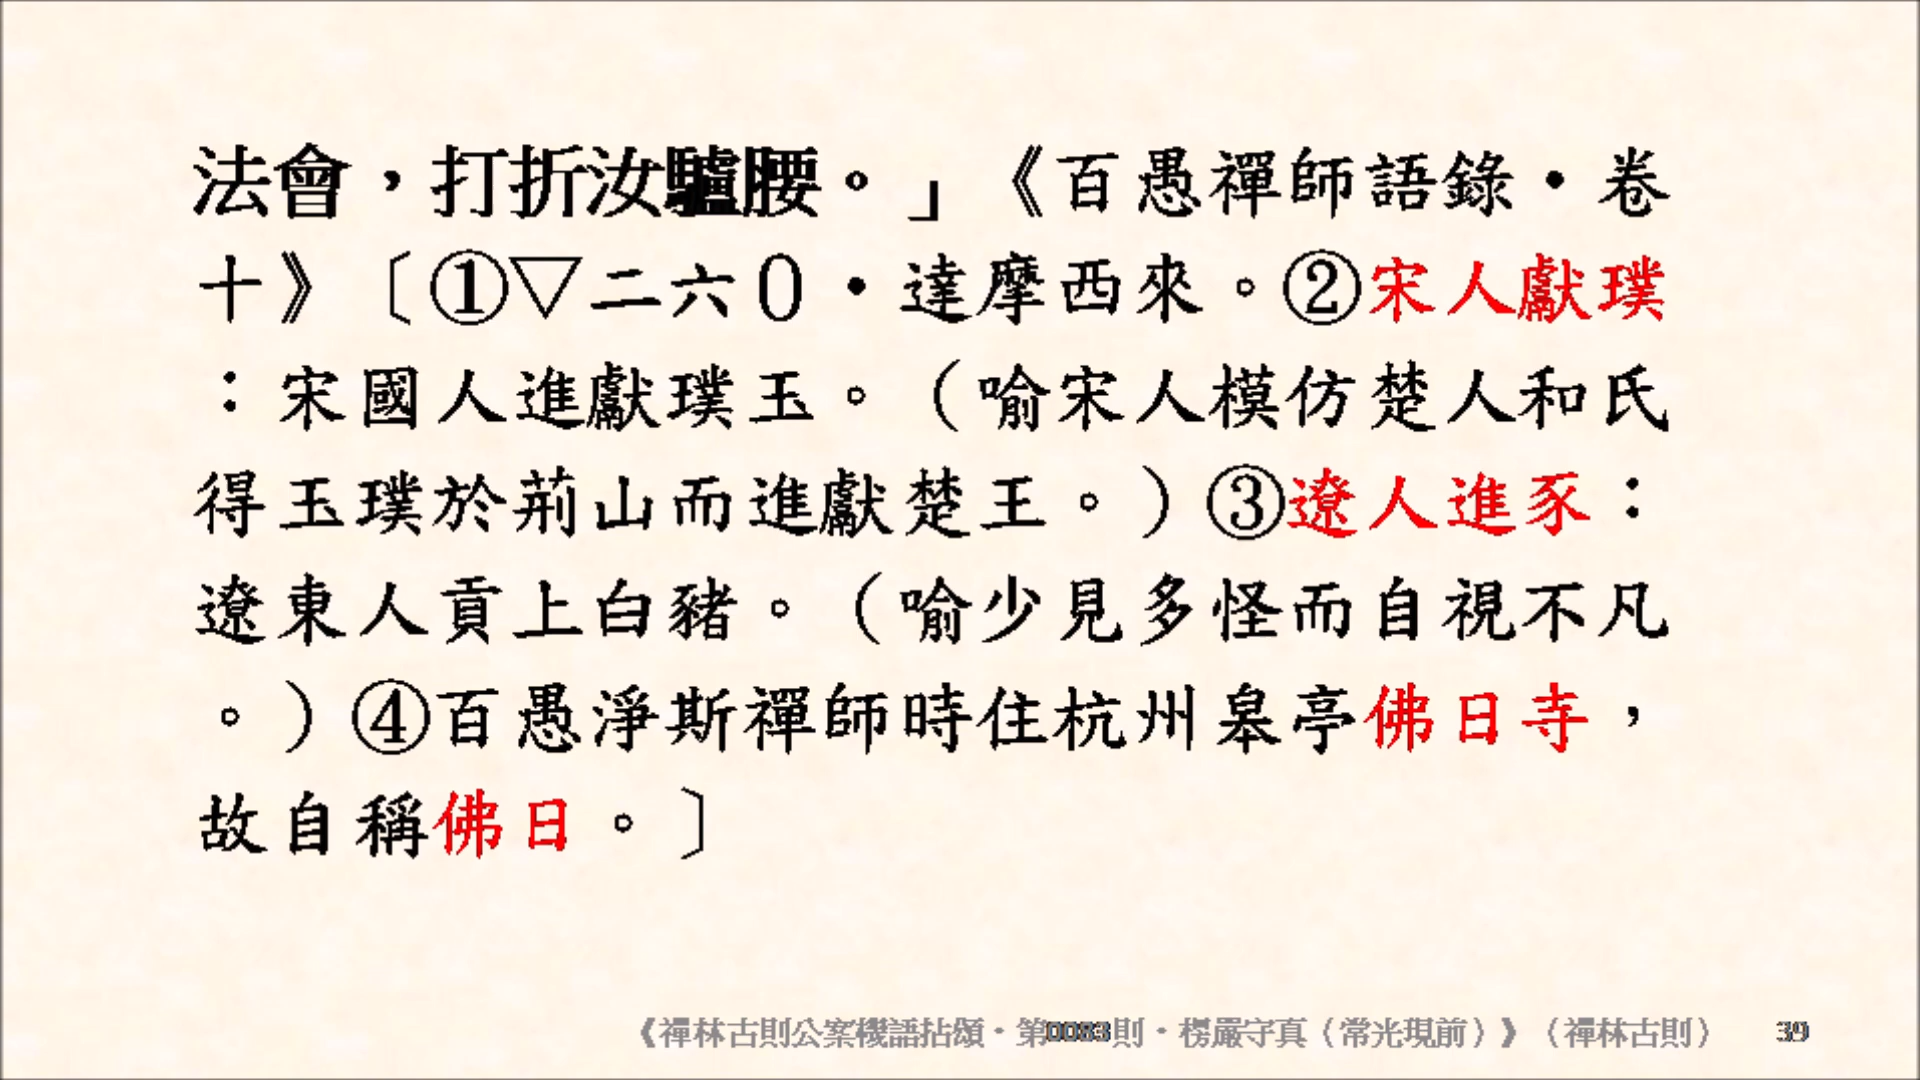 法會，打折汝驢腰。」《百愚禪師語錄・卷
十》〔①▽二六０・達摩西來。②宋人獻璞
：宋國人進獻璞玉。（喻宋人模仿楚人和氏
得玉璞於荊山而進獻楚王。）③遼人進豕：
遼東人貢上白豬。（喻少見多怪而自視不凡
。）④百愚淨斯禪師時住杭州皋亭佛日寺，
故自稱佛日。〕
《禪林古則公案機語拈頌・第0083則・楞嚴守真（常光現前）》（禪林古則） 39